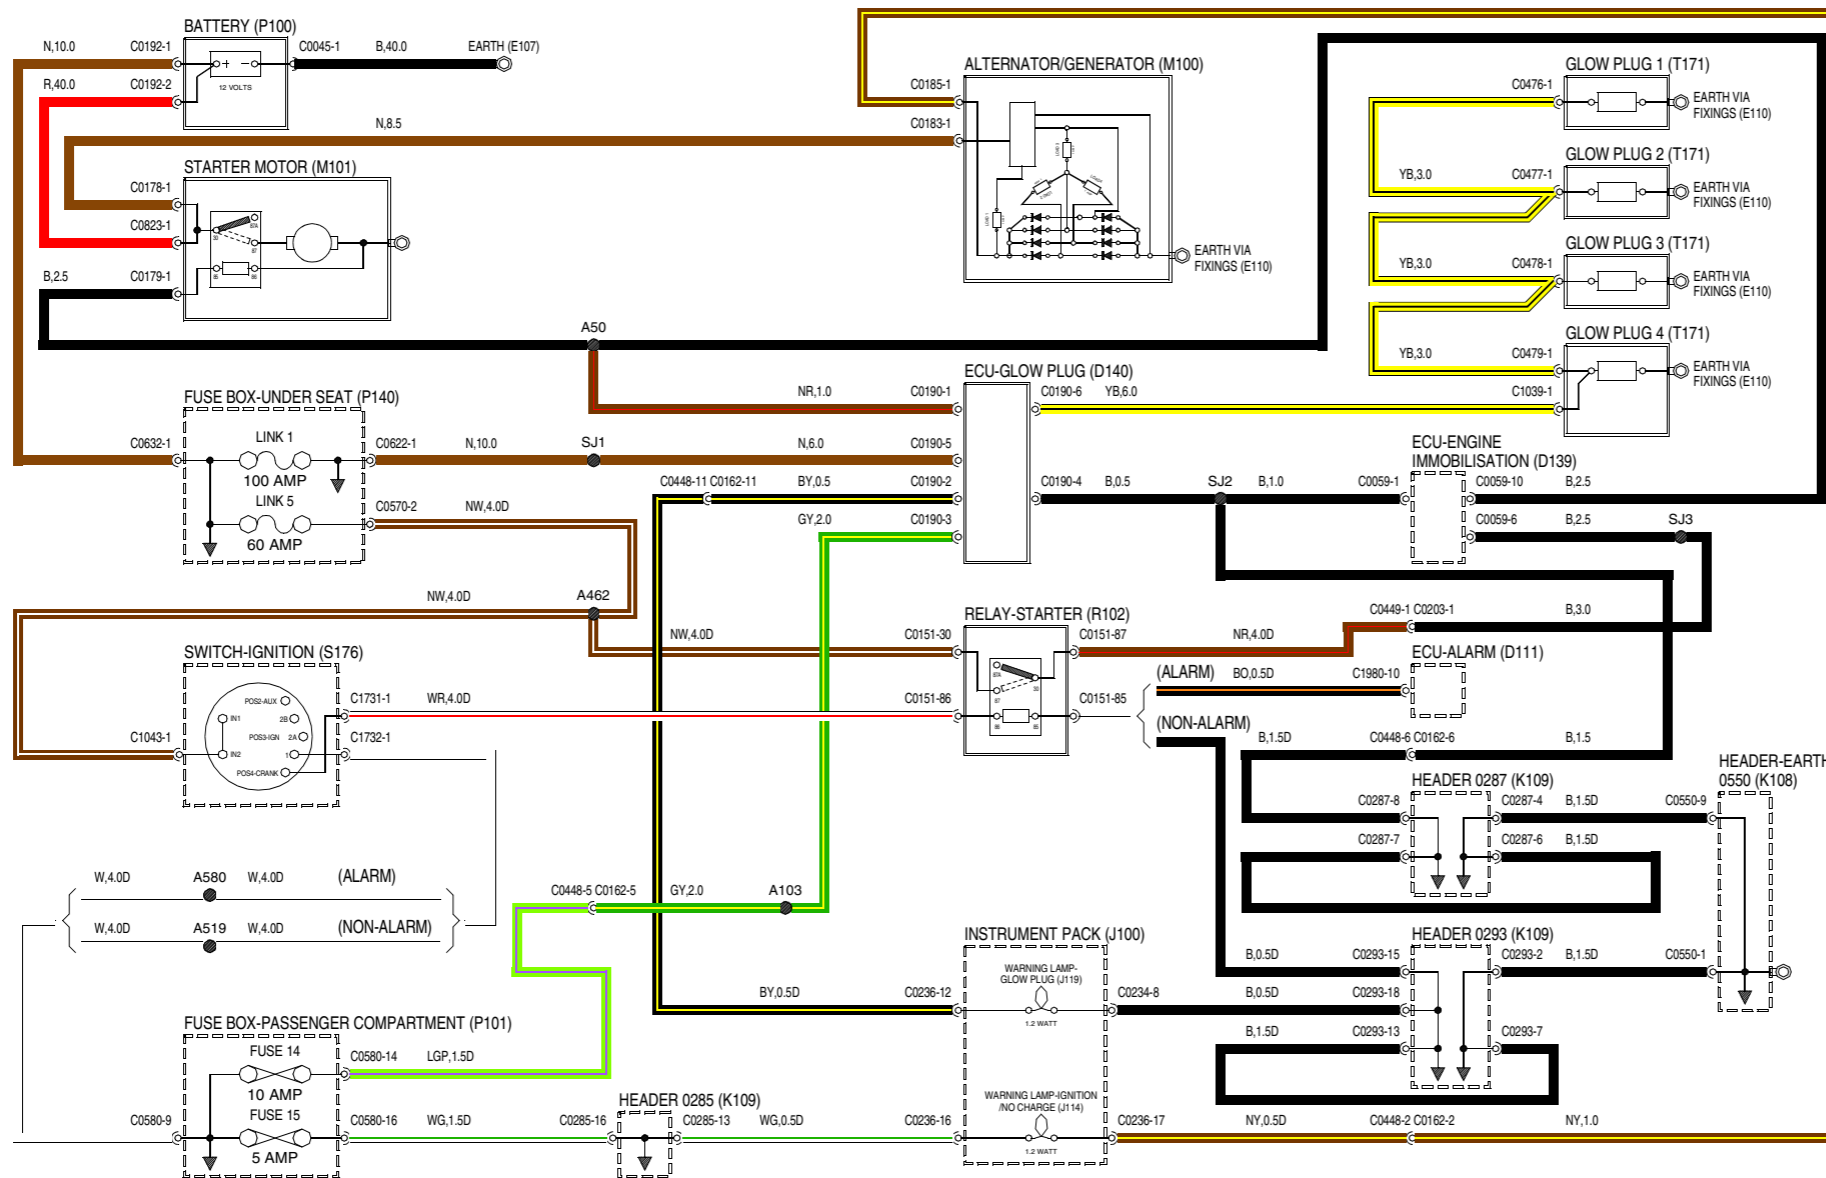 BATTERY (P100)
N,10.0
C0192-1
C0045-1
B,40.0
EARTH (E107)
+ −
12 VOLTS
R,40.0
C0192-2
N,8.5
STARTER MOTOR (M101)
C0178-1
C0823-1
B,2.5
C0179-1
30
87A
87
85
86
ALTERNATOR/GENERATOR (M100)
C0185-1
C0183-1
EARTH VIA
FIXINGS (E110)
GLOW PLUG 1 (T171)
C0476-1
EARTH VIA
FIXINGS (E110)
GLOW PLUG 2 (T171)
YB,3.0
C0477-1
EARTH VIA
FIXINGS (E110)
GLOW PLUG 3 (T171)
YB,3.0
C0478-1
EARTH VIA
FIXINGS (E110)
GLOW PLUG 4 (T171)
YB,3.0
C0479-1
EARTH VIA
FIXINGS (E110)
C1039-1
A50
NR,1.0
C0190-1
ECU-GLOW PLUG (D140)
C0190-6
YB,6.0
FUSE BOX-UNDER SEAT (P140)
C0632-1
LINK 1
100 AMP
C0622-1
N,10.0
SJ1
N,6.0
C0190-5
LINK 5
60 AMP
C0570-2
NW,4.0D
C0448-11 C0162-11
BY,0.5
C0190-2
GY,2.0
C0190-3
C0190-4
B,0.5
SJ2
B,1.0
C0059-1
ECU-ENGINE
IMMOBILISATION (D139)
C0059-10
B,2.5
C0059-6
B,2.5
SJ3
NW,4.0D
A462
NW,4.0D
C0151-30
RELAY-STARTER (R102)
87A
87
30
86
85
C0151-87
NR,4.0D
C0449-1 C0203-1
B,3.0
ECU-ALARM (D111)
(ALARM)
BO,0.5D
C1980-10
C0151-86
C0151-85
(NON-ALARM)
SWITCH-IGNITION (S176)
POS2-AUX
IN1
2B
POS3-IGN
2A
IN2
1
POS4-CRANK
C1731-1
WR,4.0D
C1043-1
C1732-1
B,1.5D
C0448-6 C0162-6
B,1.5
HEADER 0287 (K109)
C0287-8
C0287-4
B,1.5D
C0550-9
C0287-7
C0287-6
B,1.5D
HEADER-EARTH
0550 (K108)
W,4.0D
A580
W,4.0D
(ALARM)
W,4.0D
A519
W,4.0D
(NON-ALARM)
C0448-5 C0162-5
GY,2.0
A103
HEADER 0293 (K109)
B,0.5D
C0293-15
C0293-2
B,1.5D
C0550-1
INSTRUMENT PACK (J100)
WARNING LAMP-
GLOW PLUG (J119)
1.2 WATT
BY,0.5D
C0236-12
C0234-8
B,0.5D
C0293-18
B,1.5D
C0293-13
C0293-7
FUSE BOX-PASSENGER COMPARTMENT (P101)
FUSE 14
10 AMP
C0580-14
LGP,1.5D
C0580-9
FUSE 15
5 AMP
C0580-16
WG,1.5D
HEADER 0285 (K109)
C0285-16
C0285-13
WG,0.5D
C0236-16
WARNING LAMP-IGNITION
/NO CHARGE (J114)
1.2 WATT
C0236-17
NY,0.5D
C0448-2 C0162-2
NY,1.0